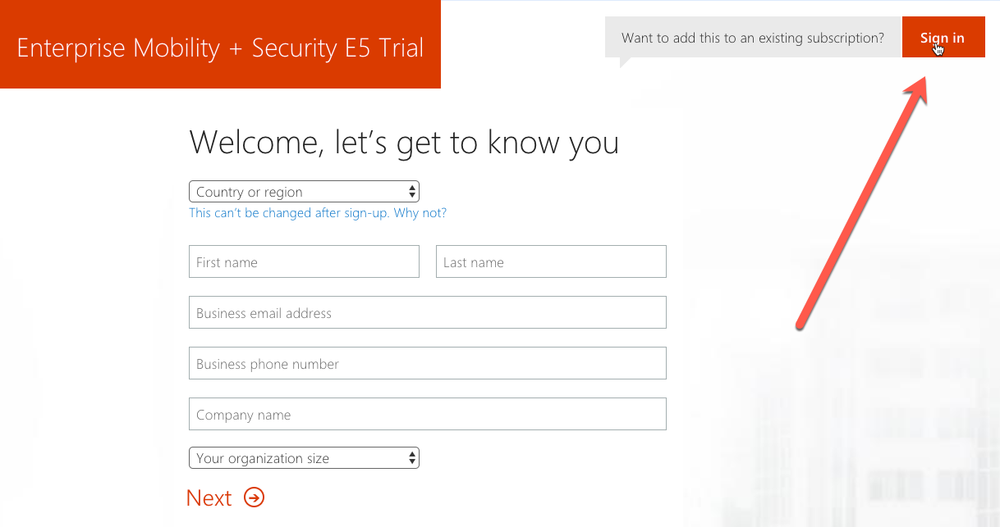 Enterprise Mobility + Security E5 Trial
Want to add this to an existing subscription?
Sign in
Welcome, let's get to know you
Country or region
This can't be changed after sign-up. Why not?
First name
Last name
Business email address
Business phone number
Company name
Your organization size
Next